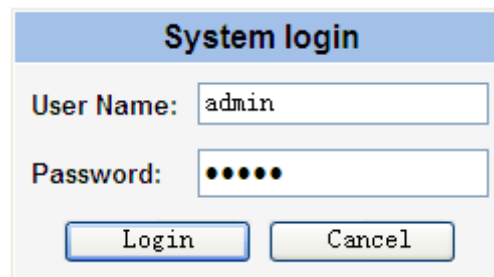 System login
User Name: admin
Password: •••••
Login Cancel